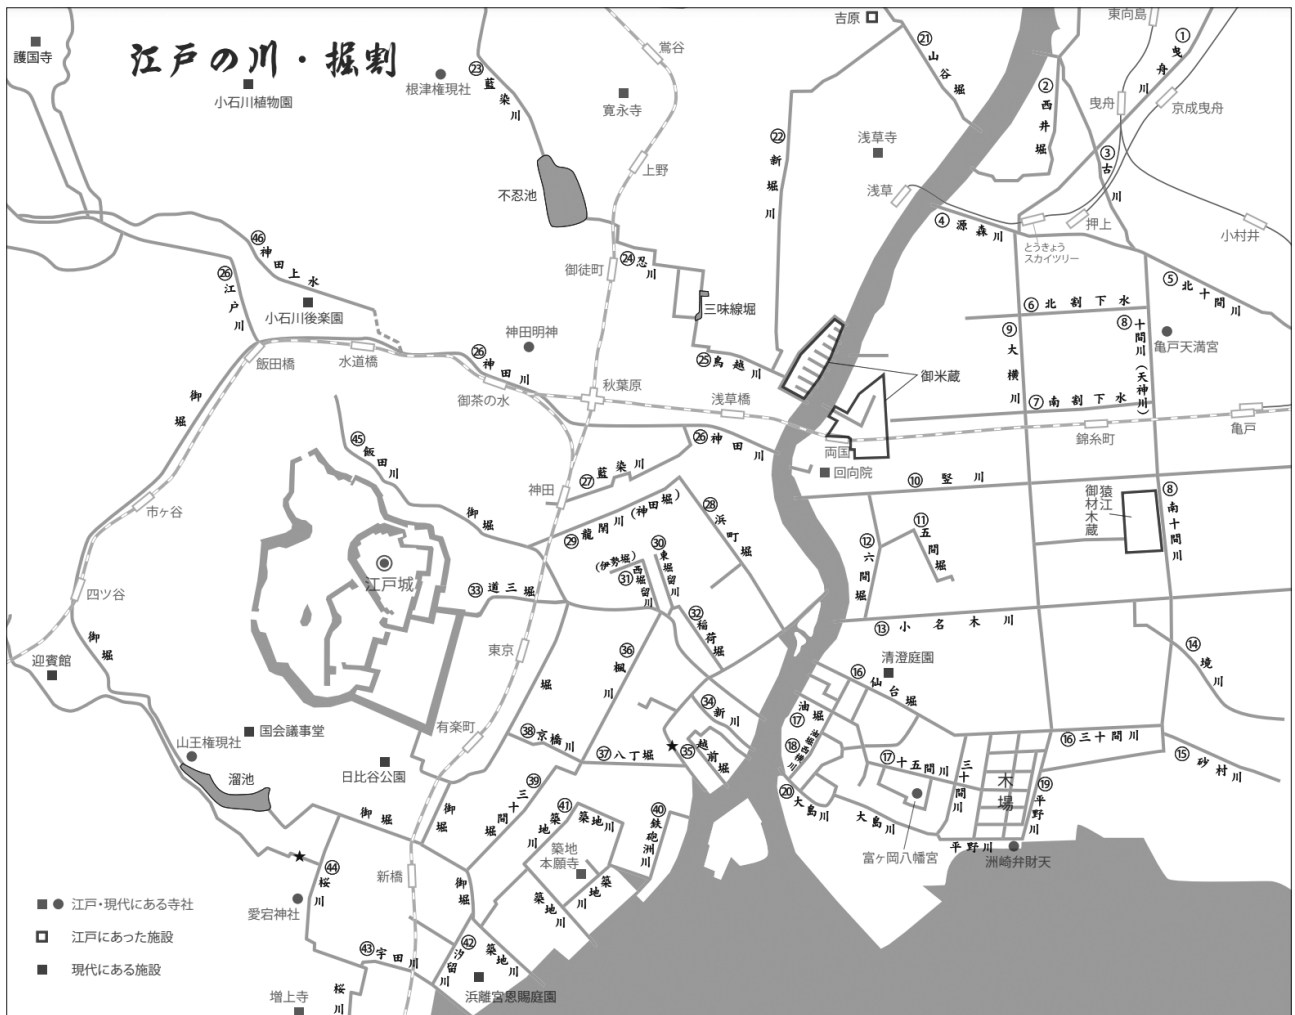 江戸の川・掘割
護国寺
小石川植物園
根津権現社
㉓藍染川
鶯谷
寛永寺
上野
不忍池
吉原
㉑山谷堀
㉒新堀川
浅草寺
浅草
東向島
①曳舟川
②西井堀
曳舟
京成曳舟
③古川
④源森川
押上
とうきょう
スカイツリー
小村井
⑤北十間川
㊻神田上水
㉖江戸川
小石川後楽園
飯田橋
水道橋
御徒町
㉔忍川
三味線堀
㉕鳥越川
神田明神
㉖神田川
御茶の水
秋葉原
浅草橋
㉖神田川
御米蔵
両国
回向院
⑥北割下水
⑨大横川
⑧十間川(天神川)
亀戸天満宮
⑦南割下水
錦糸町
亀戸
御堀
市ヶ谷
四ツ谷
御堀
迎賓館
㊺飯田川
御堀
江戸城
神田
㉗藍染川
㉙龍閑川(神田堀)
㉘浜町堀
(伊勢堀)
㉚東堀留川
㉛西堀留川
㉜稲荷堀
㉝道三堀
⑩竪川
⑪五間堀
⑫六間堀
猿江
御材木蔵
⑧南十間川
⑬小名木川
⑭境川
清澄庭園
⑯仙台堀
東京
堀
㊱楓川
㉞新川
㉟越前堀
⑰油堀
⑱油堀西横川
⑰十五間川
三十間川
木場
⑯三十間川
⑮砂村川
⑲平野川
⑳大島川
大島川
平野川
富ヶ岡八幡宮
洲崎弁財天
有楽町
㊳京橋川
㊲八丁堀
国会議事堂
山王権現社
溜池
日比谷公園
御堀
御堀
㊴三十間堀
㊶築地川
築地川
㊵鉄砲洲川
築地
本願寺
築地川
築地川
新橋
㊹桜川
愛宕神社
御堀
㊷汐留川
築地川
㊸宇田川
浜離宮恩賜庭園
桜川
増上寺
江戸・現代にある寺社
江戸にあった施設
現代にある施設